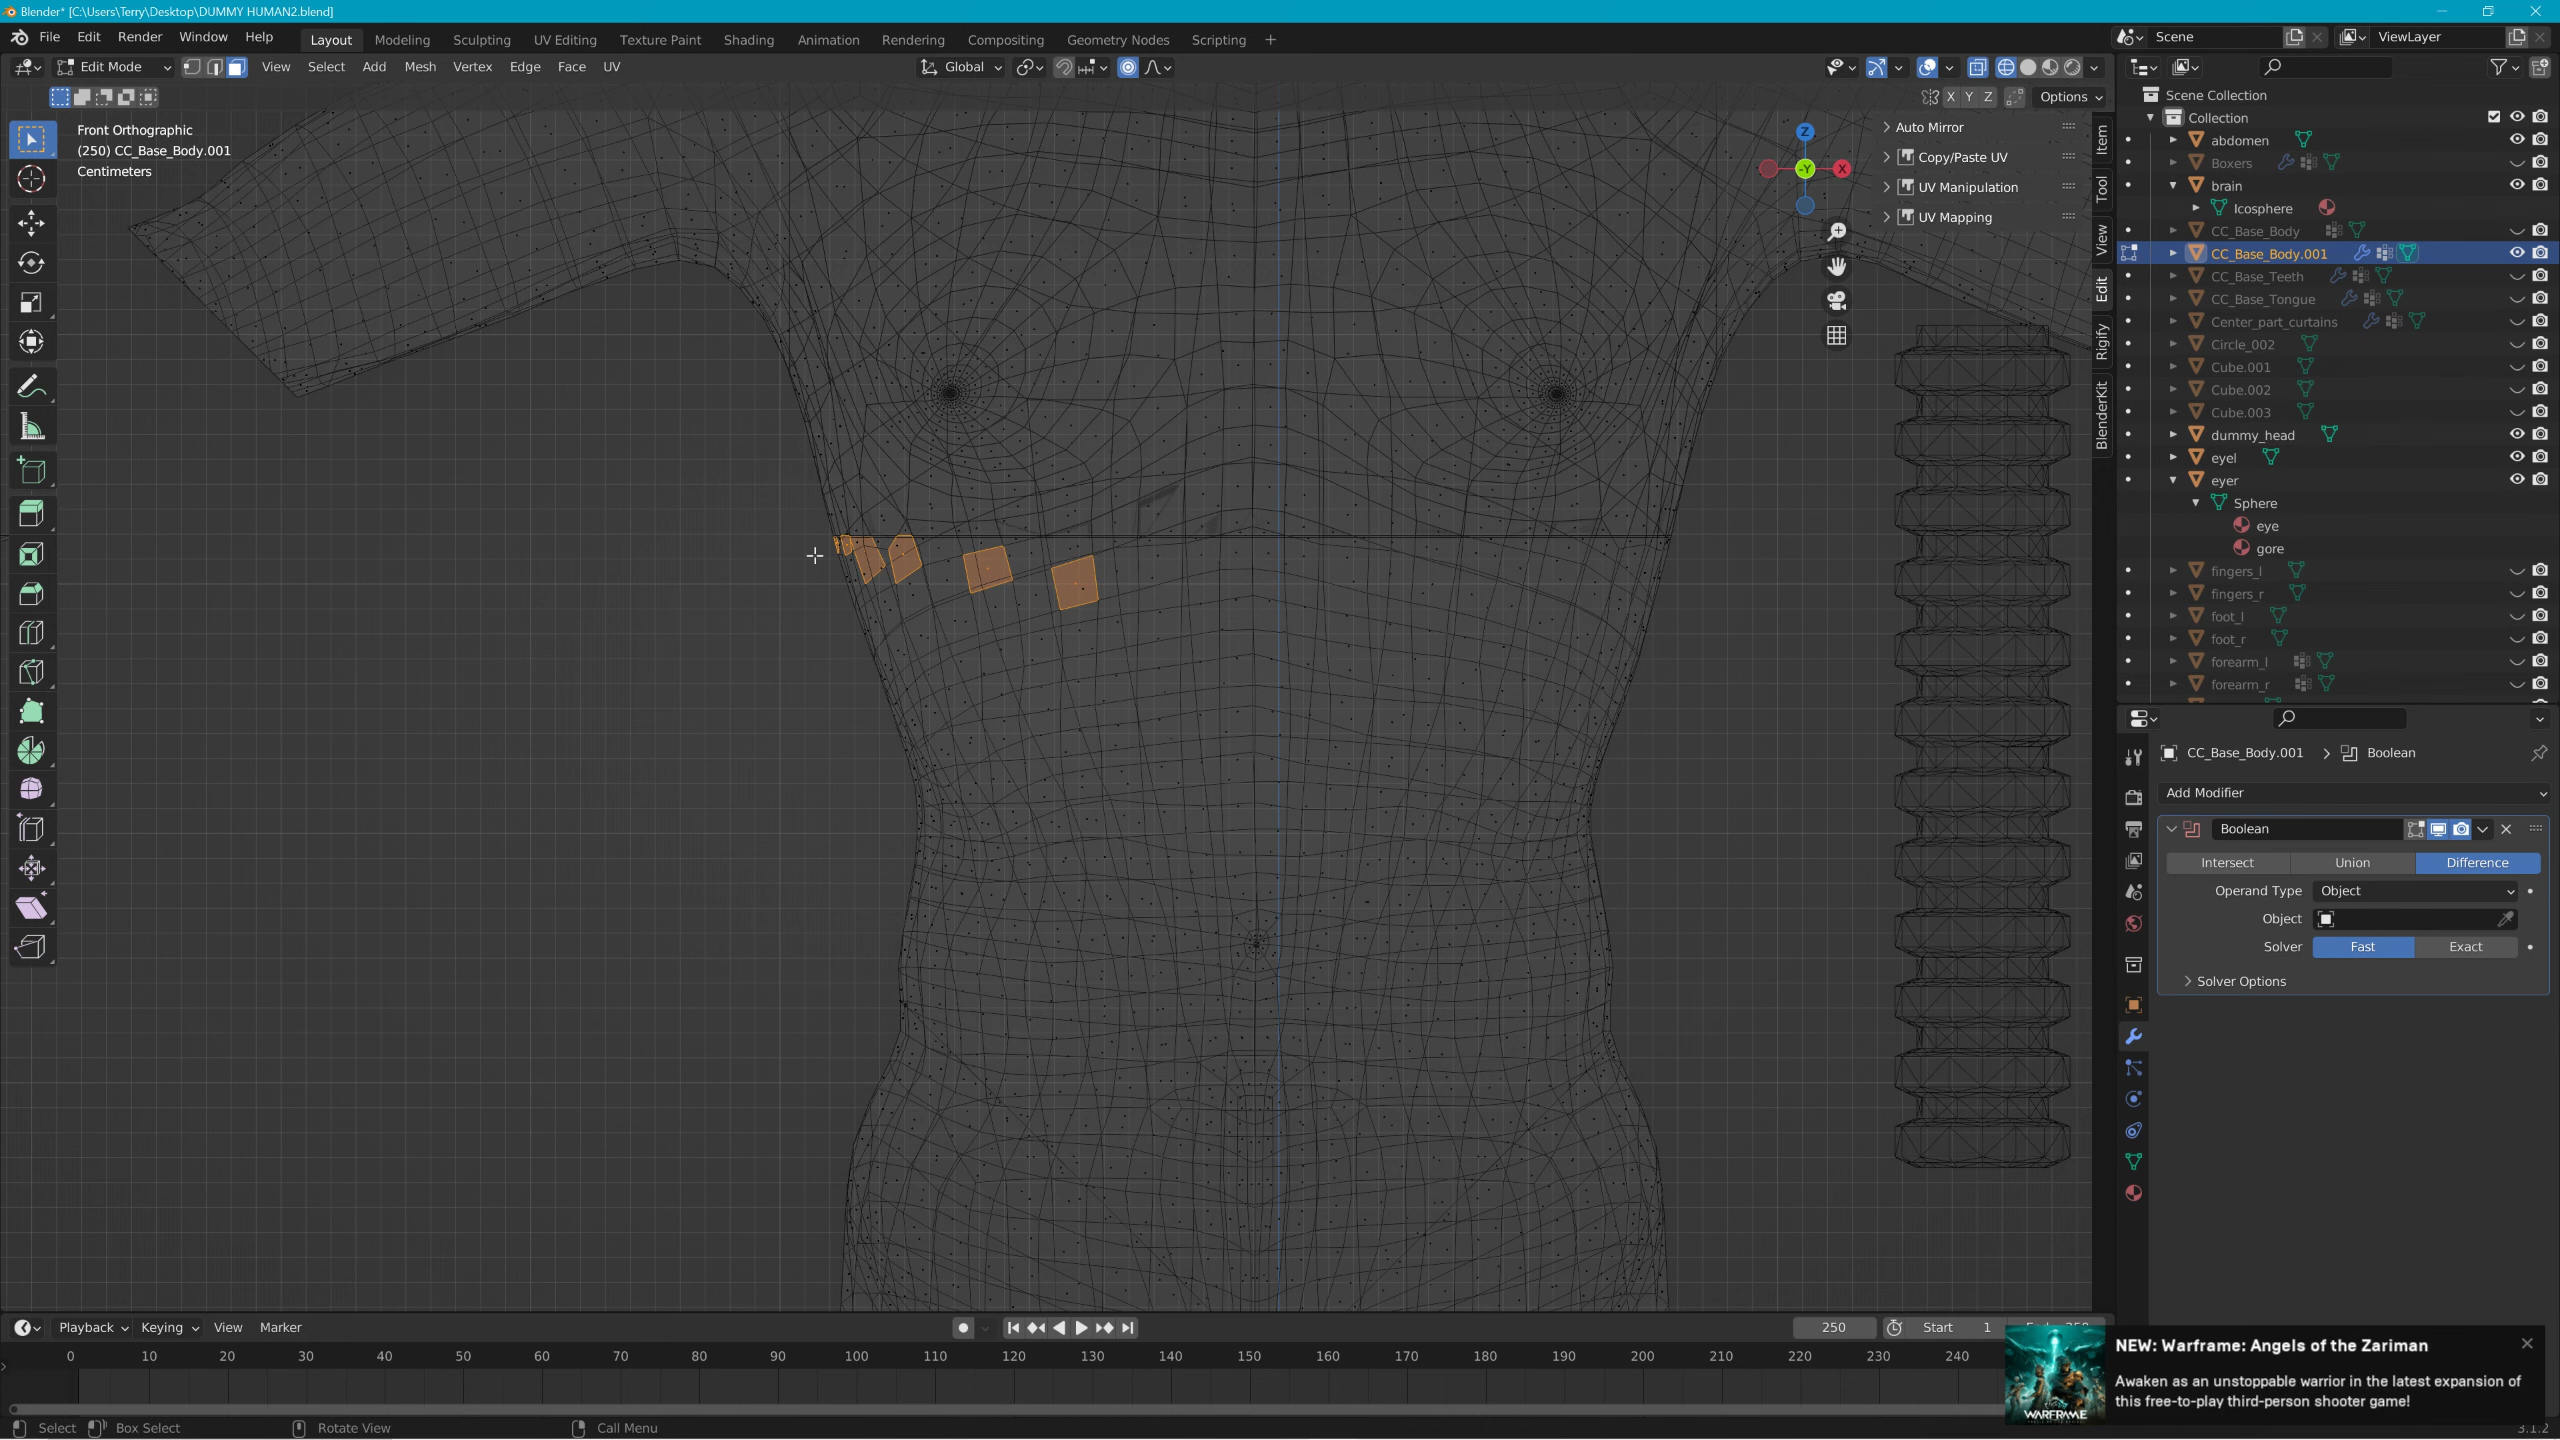 Blender* [C:\Users\Terry\Desktop\DUMMY HUMAN2.blend]
File Edit Render Window Help Layout Modeling Sculpting UV Editing Texture Paint Shading Animation Rendering Compositing Geometry Nodes Scripting + Scene ViewLayer
Edit Mode View Select Add Mesh Vertex Edge Face UV Global
X Y Z Options
Front Orthographic
(250) CC_Base_Body.001
Centimeters
Z
-Y
X
Auto Mirror
Copy/Paste UV
UV Manipulation
UV Mapping
Item
Tool
View
Edit
Rigify
BlenderKit
Scene Collection
Collection
abdomen
Boxers
brain
Icosphere
CC_Base_Body
CC_Base_Body.001
CC_Base_Teeth
CC_Base_Tongue
Center_part_curtains
Circle_002
Cube.001
Cube.002
Cube.003
dummy_head
eyel
eyer
Sphere
eye
gore
fingers_l
fingers_r
foot_l
foot_r
forearm_l
forearm_r
CC_Base_Body.001 > Boolean
Add Modifier
Boolean
Intersect Union Difference
Operand Type Object
Object
Solver Fast Exact
Solver Options
Playback Keying View Marker 250 Start 1
0 10 20 30 40 50 60 70 80 90 100 110 120 130 140 150 160 170 180 190 200 210 220 230 240
NEW: Warframe: Angels of the Zariman
Awaken as an unstoppable warrior in the latest expansion of
this free-to-play third-person shooter game!
WARFRAME
Select Box Select Rotate View Call Menu